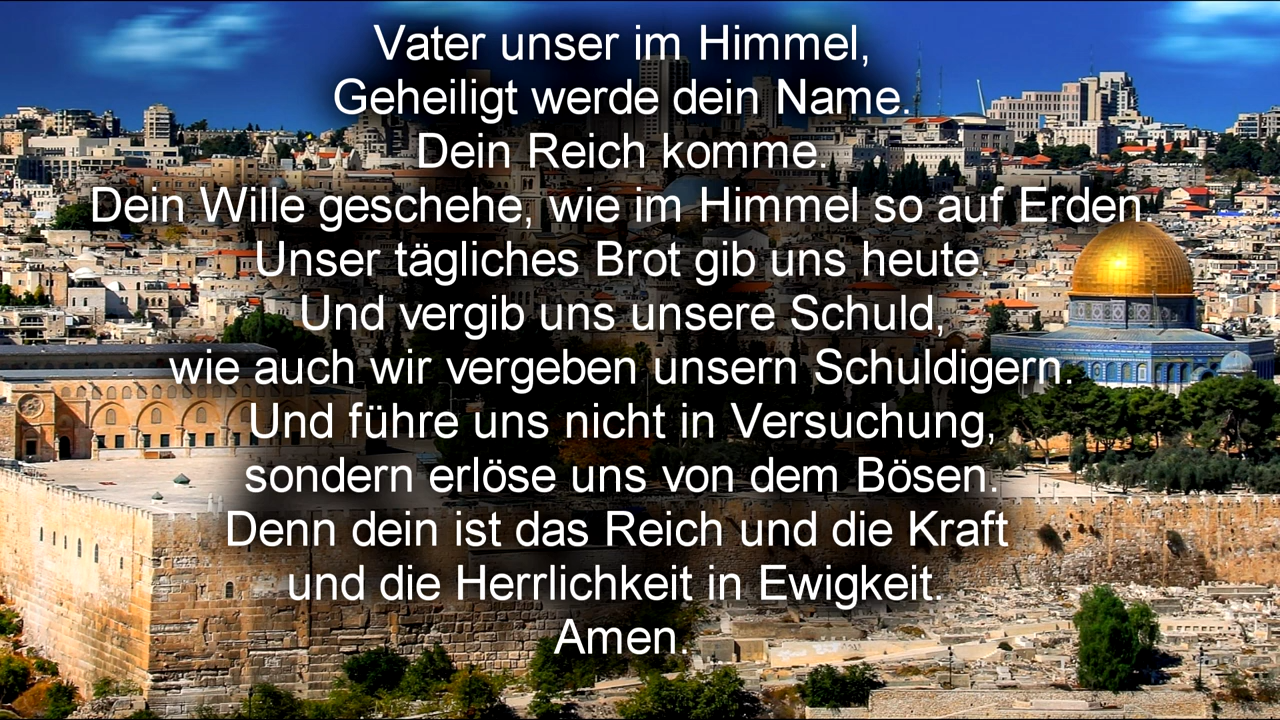 Vater unser im Himmel,
Geheiligt werde dein Name.
Dein Reich komme.
Dein Wille geschehe, wie im Himmel so auf Erden.
Unser tägliches Brot gib uns heute.
Und vergib uns unsere Schuld,
wie auch wir vergeben unsern Schuldigern.
Und führe uns nicht in Versuchung,
sondern erlöse uns von dem Bösen.
Denn dein ist das Reich und die Kraft
und die Herrlichkeit in Ewigkeit.
Amen.